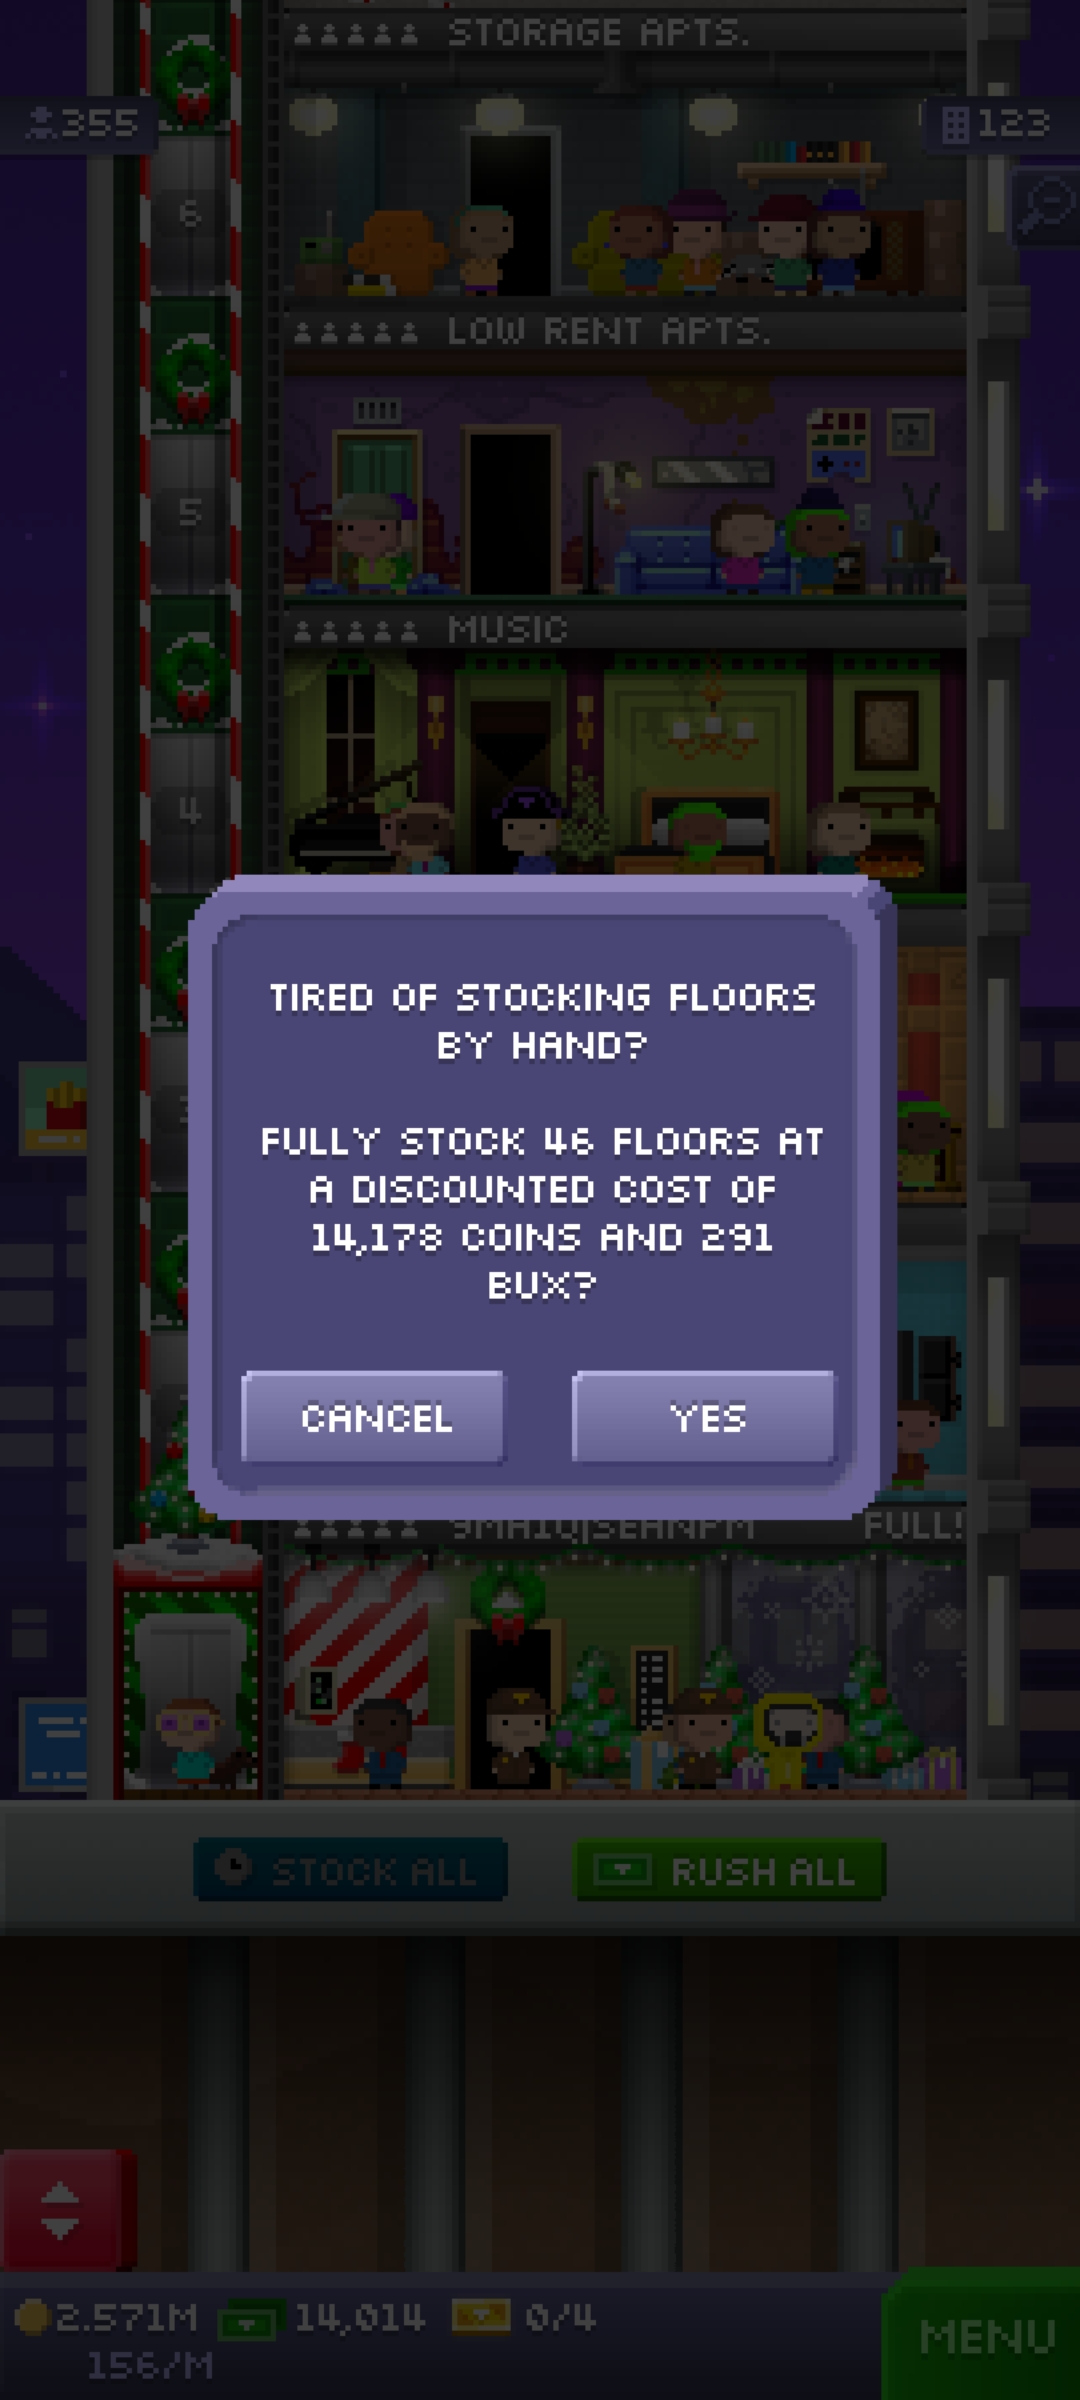 STORAGE APTS.
355
123
6
LOW RENT APTS.
5
MUSIC
4
TIRED OF STOCKING FLOORS
BY HAND?
FULLY STOCK 46 FLOORS AT
A DISCOUNTED COST OF
14,178 COINS AND 291
BUX?
CANCEL
YES
FULL!
STOCK ALL
RUSH ALL
2.571M
14,014
0/4
156/M
MENU